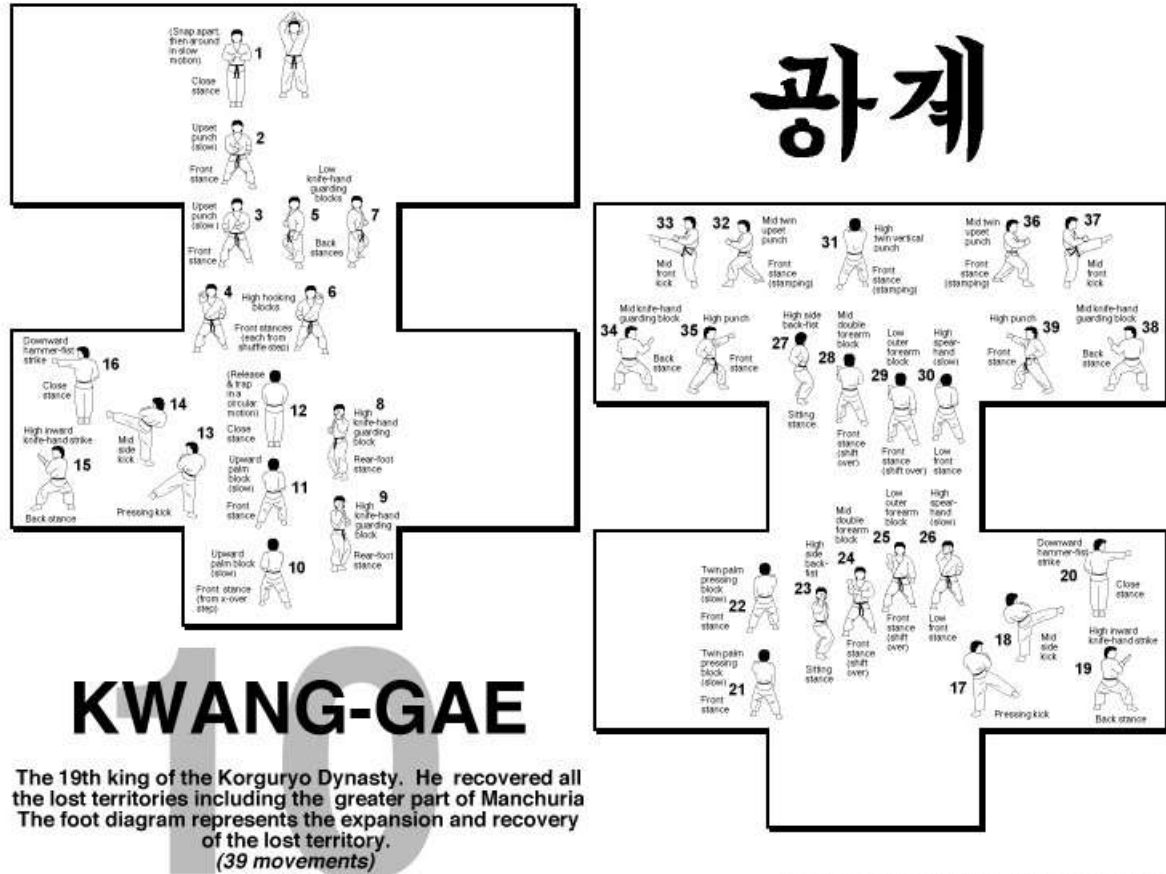 (Snap apart,
then around
in slow
motion)
1
Close
stance
Upset
punch
(slow)
2
Front
stance
Upset
punch
(slow)
3
Front
stance
Low
knife-hand
guarding
blocks
5
7
Back
stances
4
High hooking
blocks
6
Front stances
(each from
shuffle step)
Downward
hammer-fist
strike
16
Close
stance
14
Mid
side
kick
13
Pressing kick
High inward
knife-hand strike
15
Back stance
(Release
& trap
in a
circular
motion)
12
Close
stance
8
High
knife-hand
guarding
block
Rear-foot
stance
Upward
palm
block
(slow)
11
Front
stance
9
High
knife-hand
guarding
block
Rear-foot
stance
Upward
palm block
(slow)
10
Front stance
(from x-over
step)
10
KWANG-GAE
The 19th king of the Korguryo Dynasty. He recovered all
the lost territories including the greater part of Manchuria
The foot diagram represents the expansion and recovery
of the lost territory.
(39 movements)
광계
33
Mid
front
kick
32
Mid twin
upset
punch
Front
stance
(stamping)
31
High
twin vertical
punch
Front
stance
(stamping)
Mid twin
upset
punch
36
Front
stance
(stamping)
37
Mid
front
kick
Mid knife-hand
guarding block
34
Back
stance
High punch
35
Front
stance
High side
back-fist
27
Sitting
stance
Mid
double
forearm
block
28
Front
stance
(shift
over)
Low
outer
forearm
block
29
Front
stance
(shift over)
High
spear-
hand
(slow)
30
Low
front
stance
High punch
39
Front
stance
Mid knife-hand
guarding block
38
Back
stance
Twin palm
pressing
block
(slow)
22
Front
stance
High
side
back-
fist
23
Sitting
stance
Mid
double
forearm
block
24
Front
stance
(shift
over)
Low
outer
forearm
block
25
Front
stance
(shift
over)
High
spear-
hand
(slow)
26
Low
front
stance
Downward
hammer-fist
strike
20
Close
stance
18
Mid
side
kick
High inward
knife-hand strike
19
Back stance
17
Pressing kick
Twin palm
pressing
block
(slow)
21
Front
stance